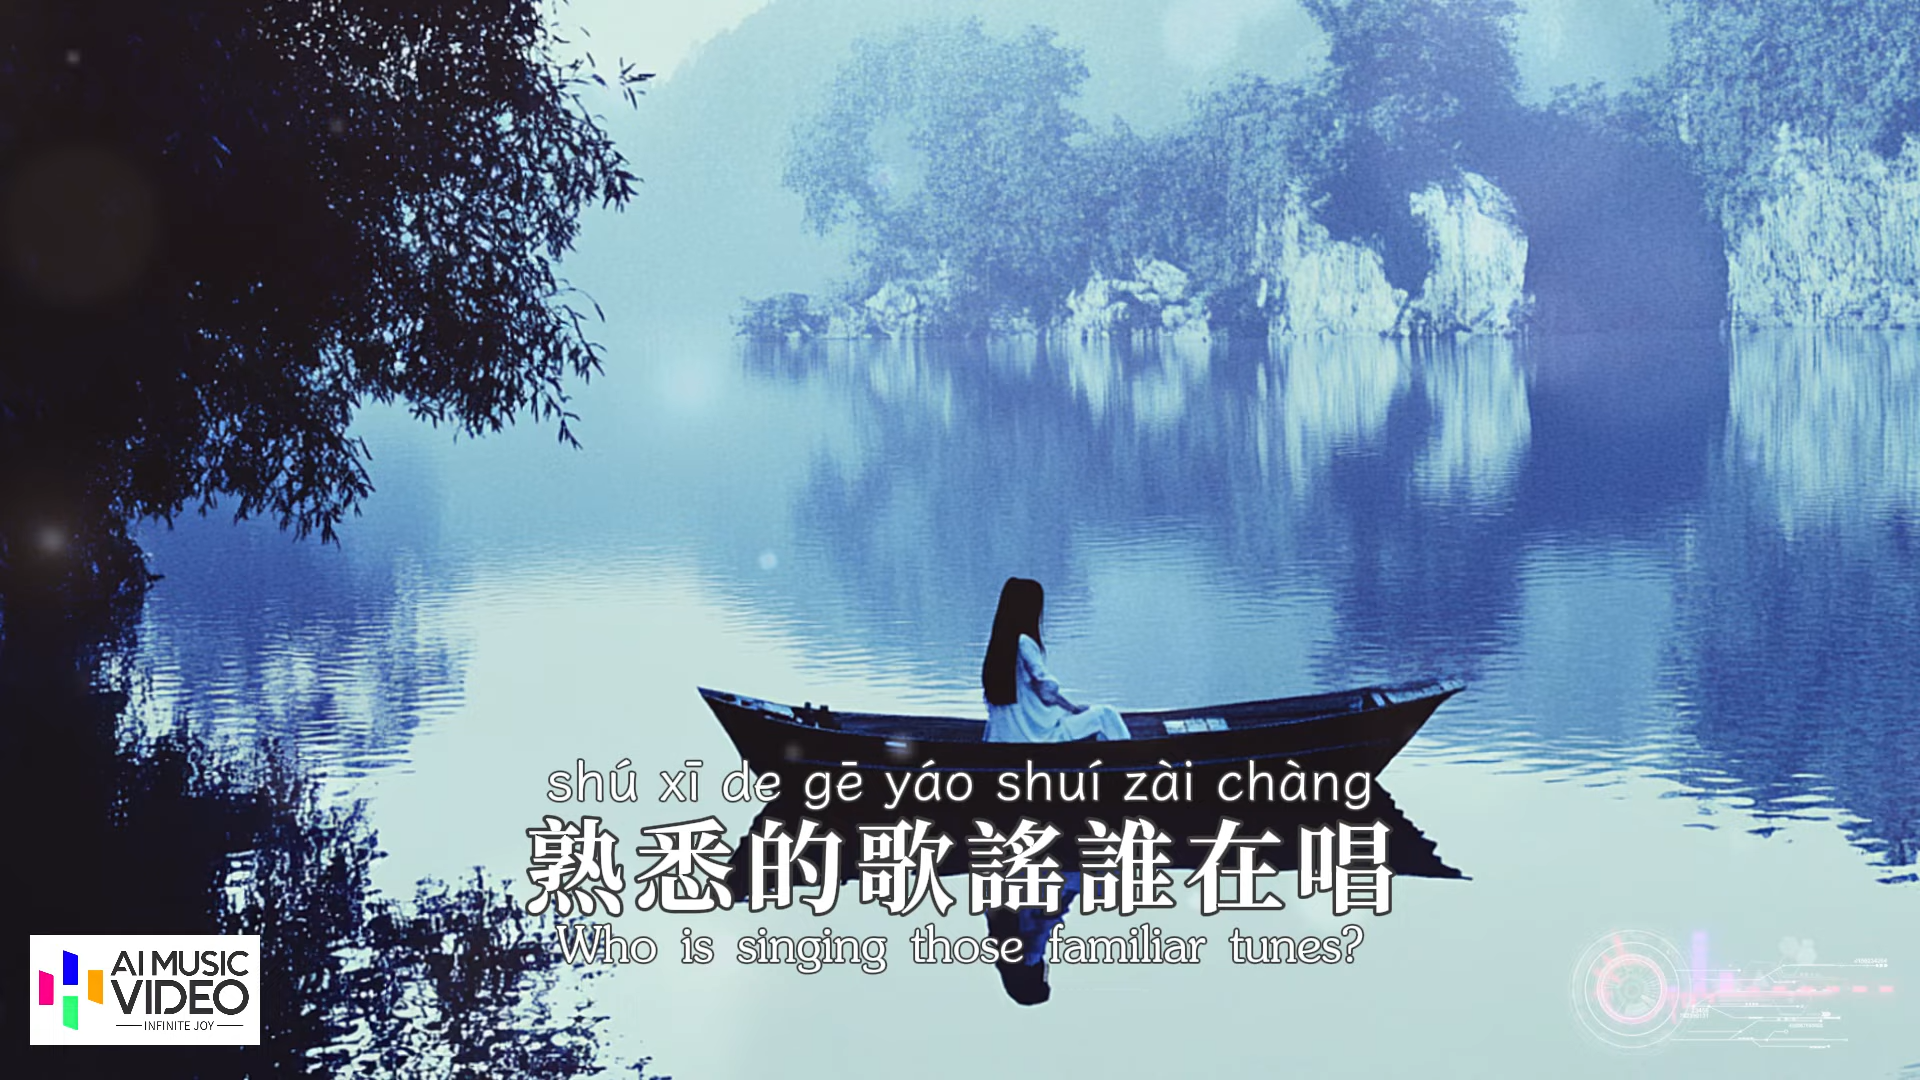 shú xī de gē yáo shuí zài chàng
熟悉的歌謠誰在唱
Who is singing those familiar tunes?
AI MUSIC
VIDEO
INFINITE JOY